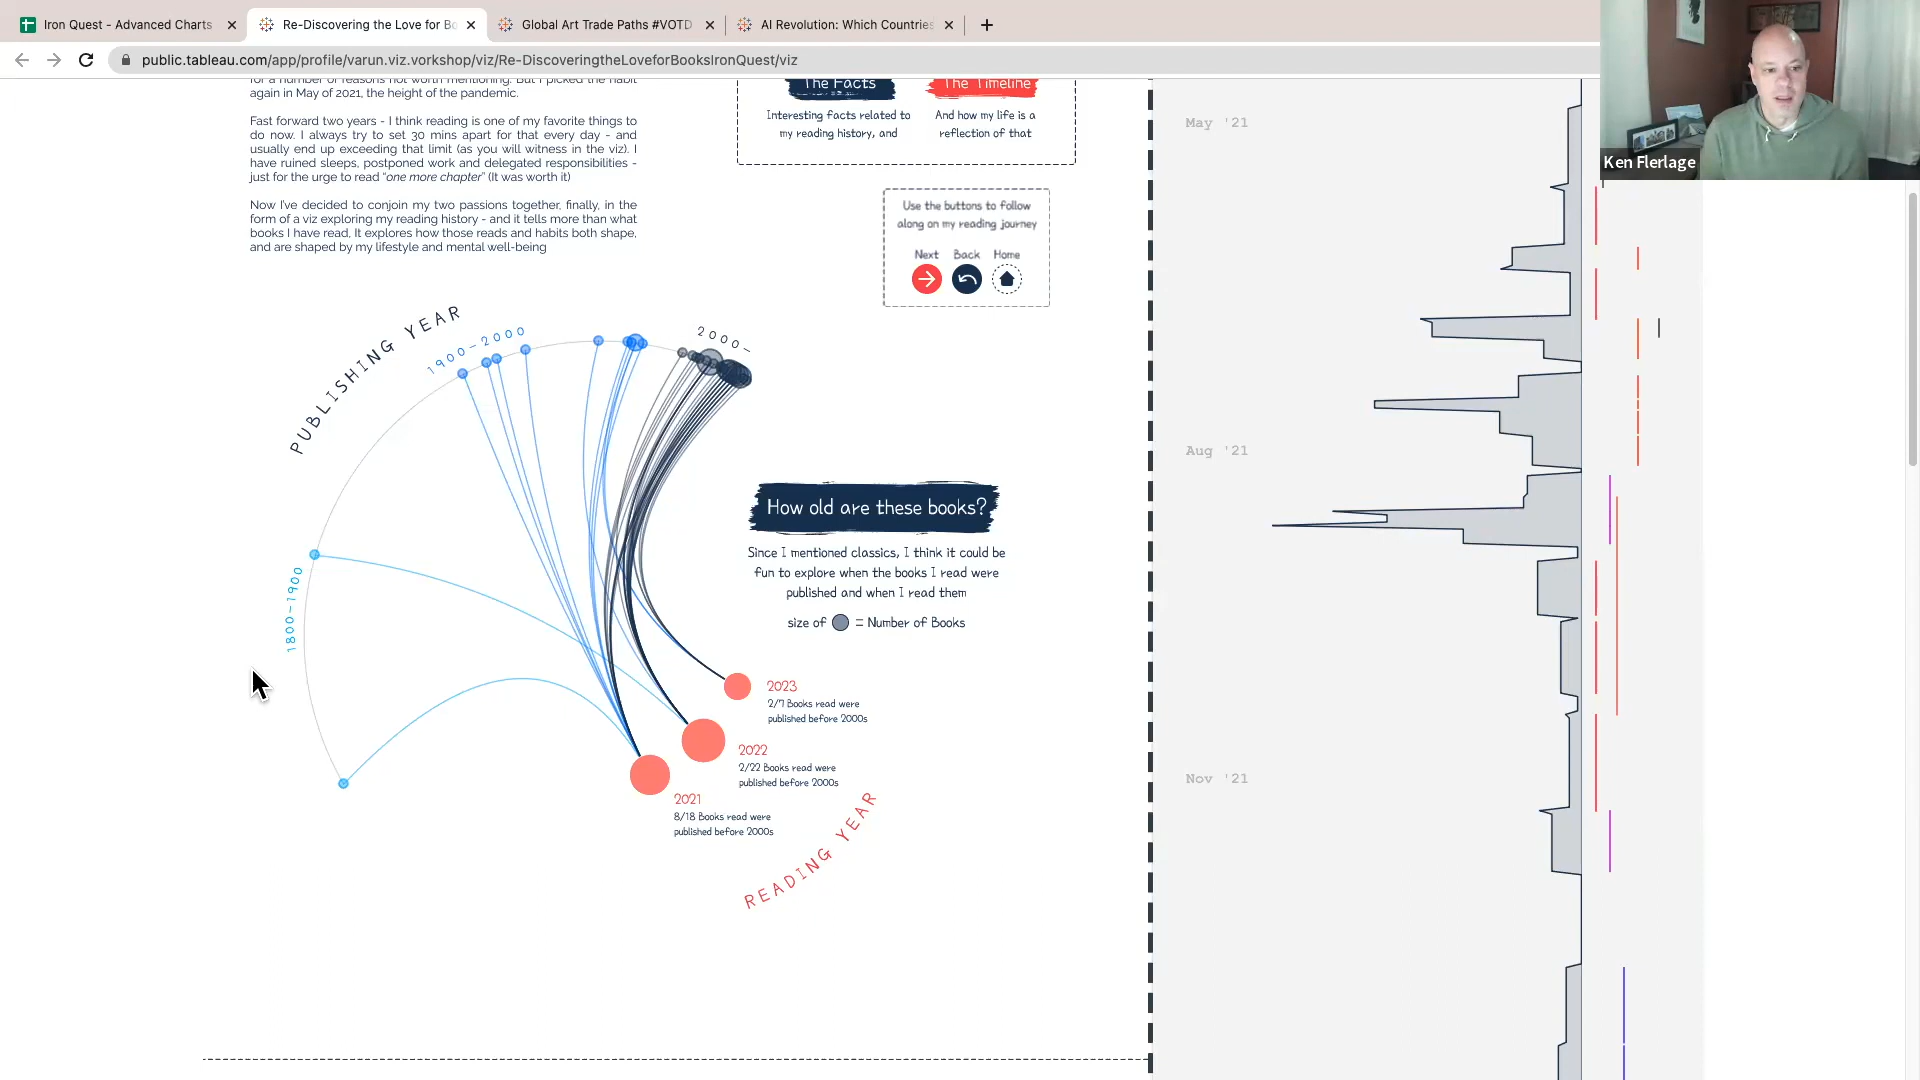 Iron Quest - Advanced Charts
Re-Discovering the Love for Bo
Global Art Trade Paths #VOTD
AI Revolution: Which Countries
public.tableau.com/app/profile/varun.viz.vorkshop/viz/Re-DiscoveringtheLoveforBooksIronQuest/viz
Ken Flerlage
for a number of reasons not worth mentioning. But I picked the habit
again in May of 2021, the height of the pandemic.
Fast forward two years - I think reading is one of my favorite things to
do now. I always try to set 30 mins apart for that every day - and
usually end up exceeding that limit (as you will witness in the viz). I
have ruined sleeps, postponed work and delegated responsibilities -
just for the urge to read “one more chapter” (It was worth it)
Now I've decided to conjoin my two passions together, finally, in the
form of a viz exploring my reading history - and it tells more than what
books I have read, It explores how those reads and habits both shape,
and are shaped by my lifestyle and mental well-being
The Facts
Interesting facts related to
my reading history, and
The Timeline
And how my life is a
reflection of that
Use the buttons to follow
along on my reading journey
Next Back Home
PUBLISHING YEAR
1800-1900
1900-2000
2000-
How old are these books?
Since I mentioned classics, I think it could be
fun to explore when the books I read were
published and when I read them
size of = Number of Books
2023
2/7 Books read were
published before 2000s
2022
2/22 Books read were
published before 2000s
2021
8/18 Books read were
published before 2000s
READING YEAR
May '21
Aug '21
Nov '21